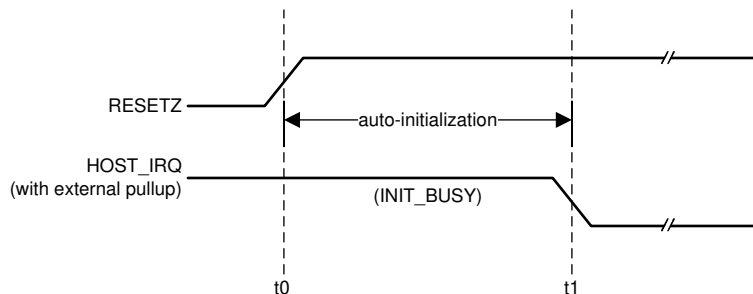 RESETZ
auto-initialization
HOST_IRQ
(with external pullup)
(INIT_BUSY)
t0
t1